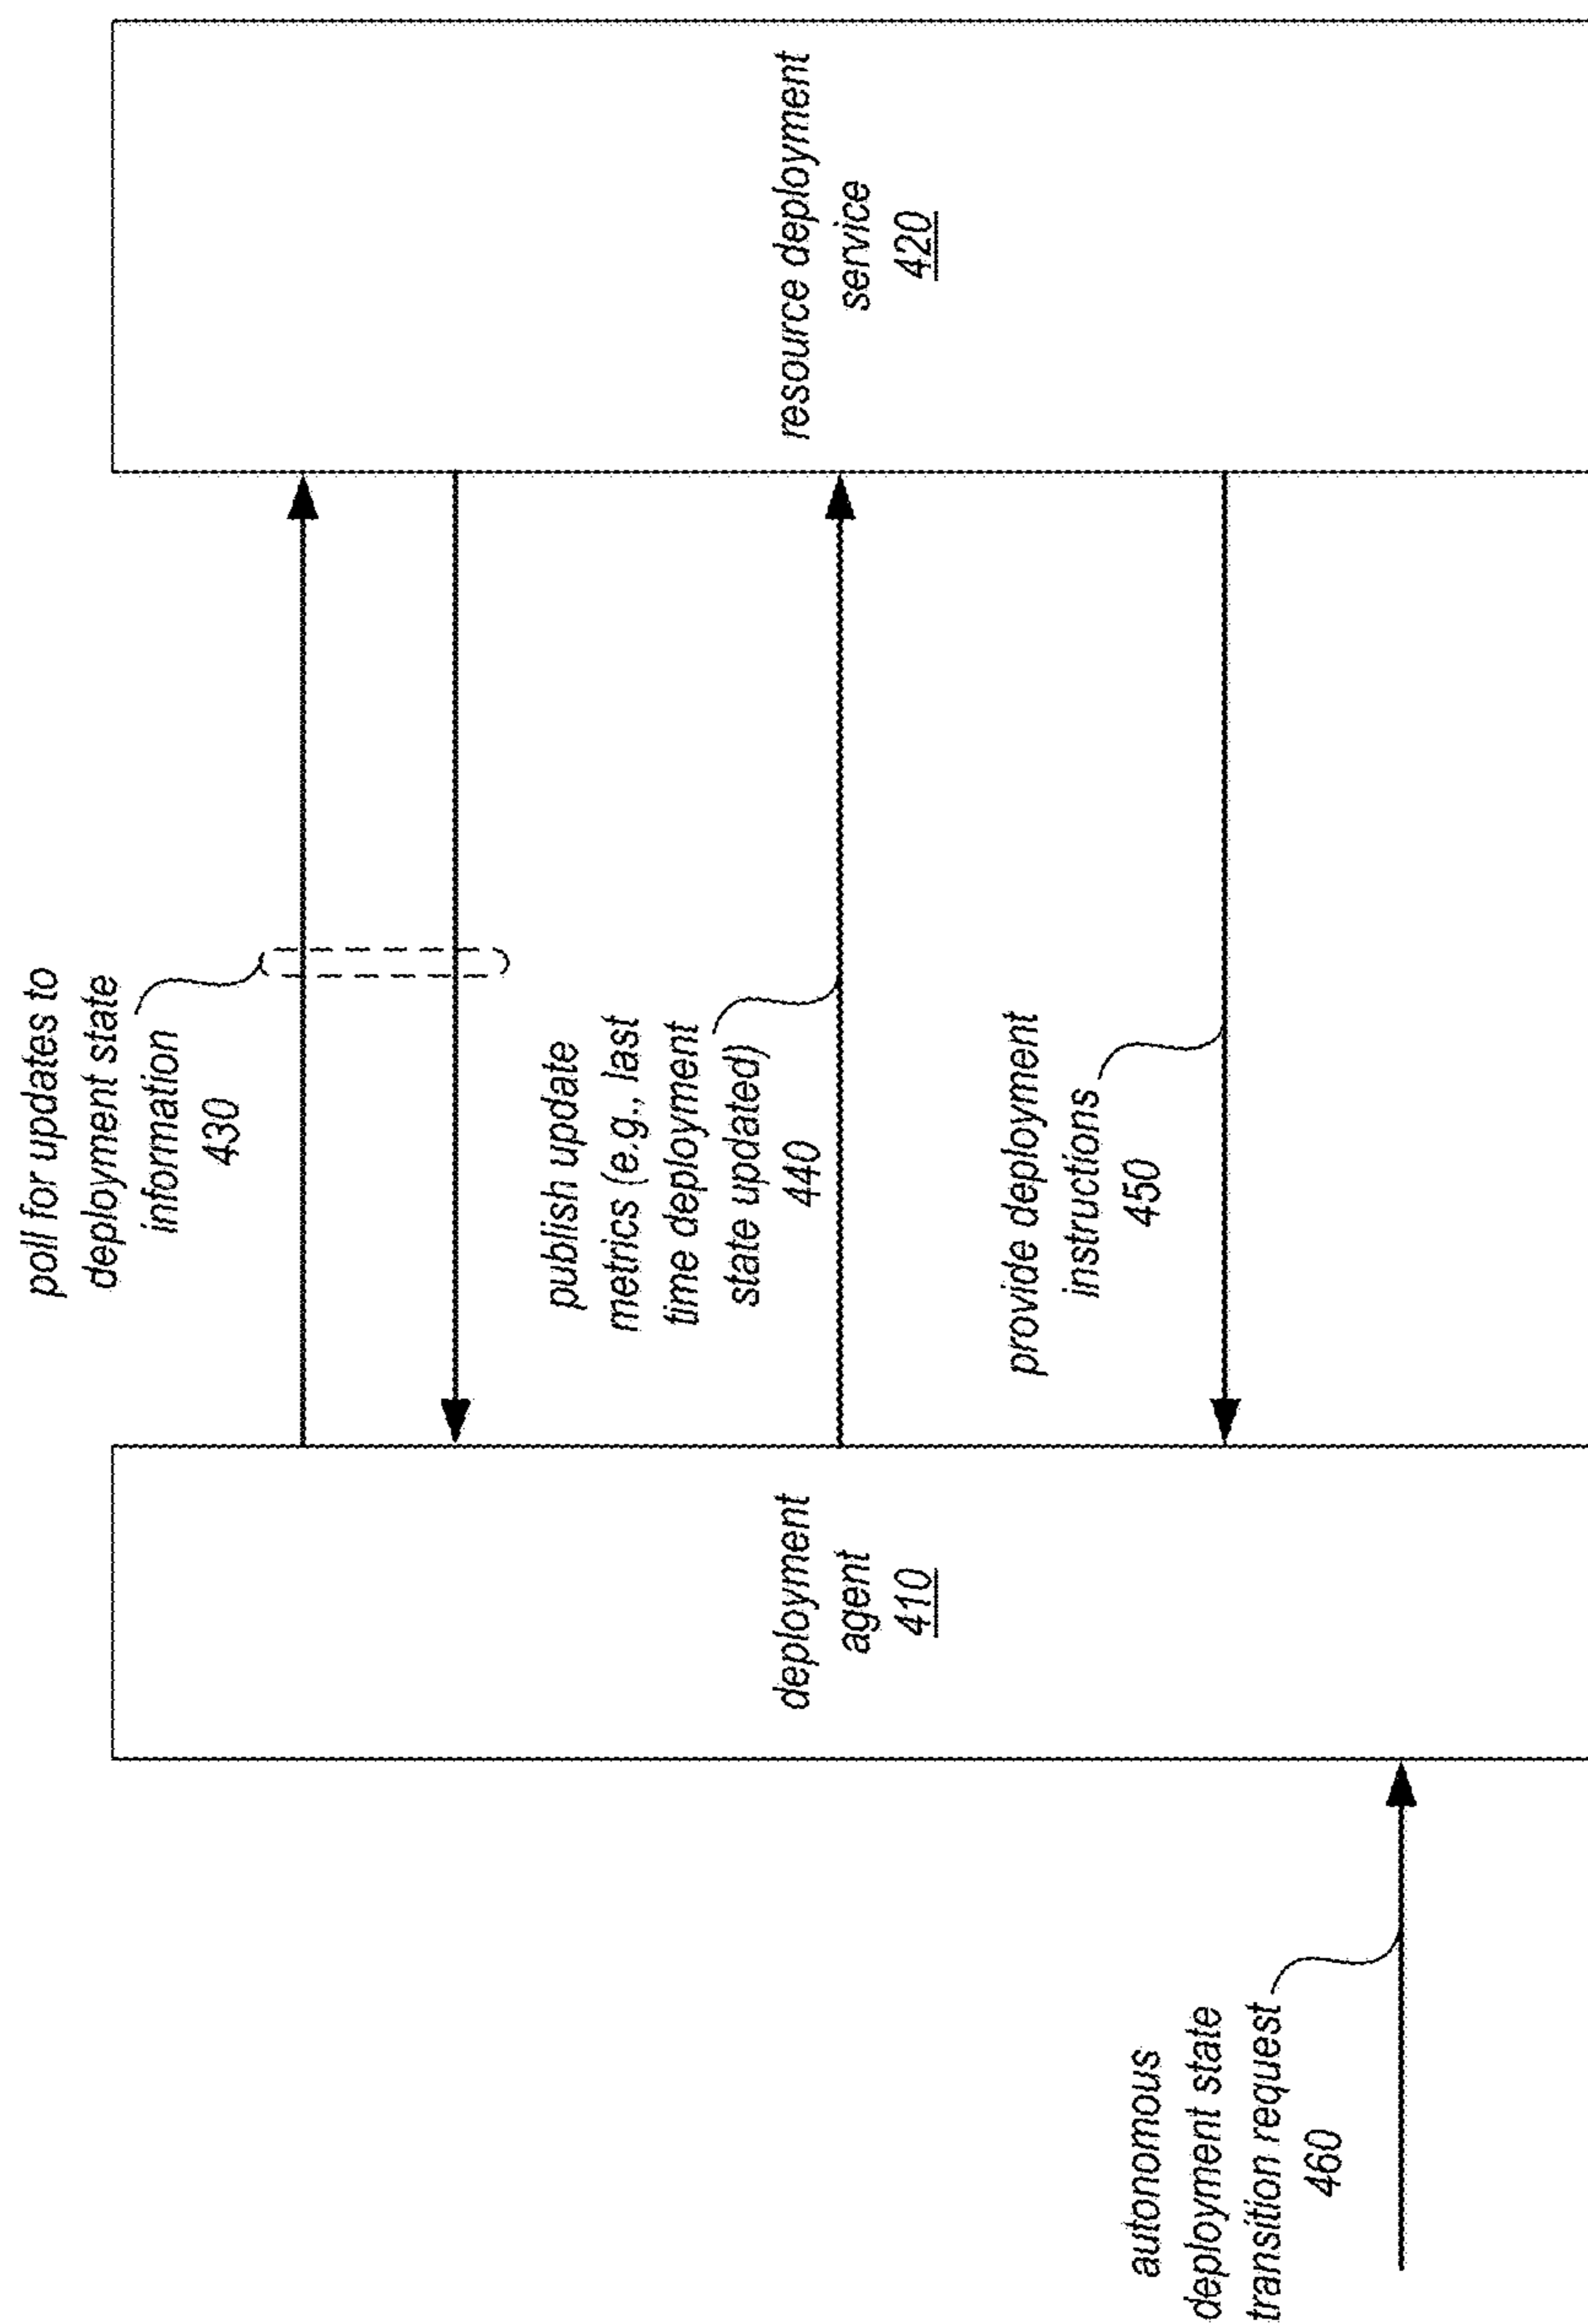 poll for updates to
deployment state
information
430
publish update
metrics (e.g., last
time deployment
state updated)
440
provide deployment
instructions
450
autonomous
deployment state
transition request
460
deployment
agent
410
resource deployment
service
420